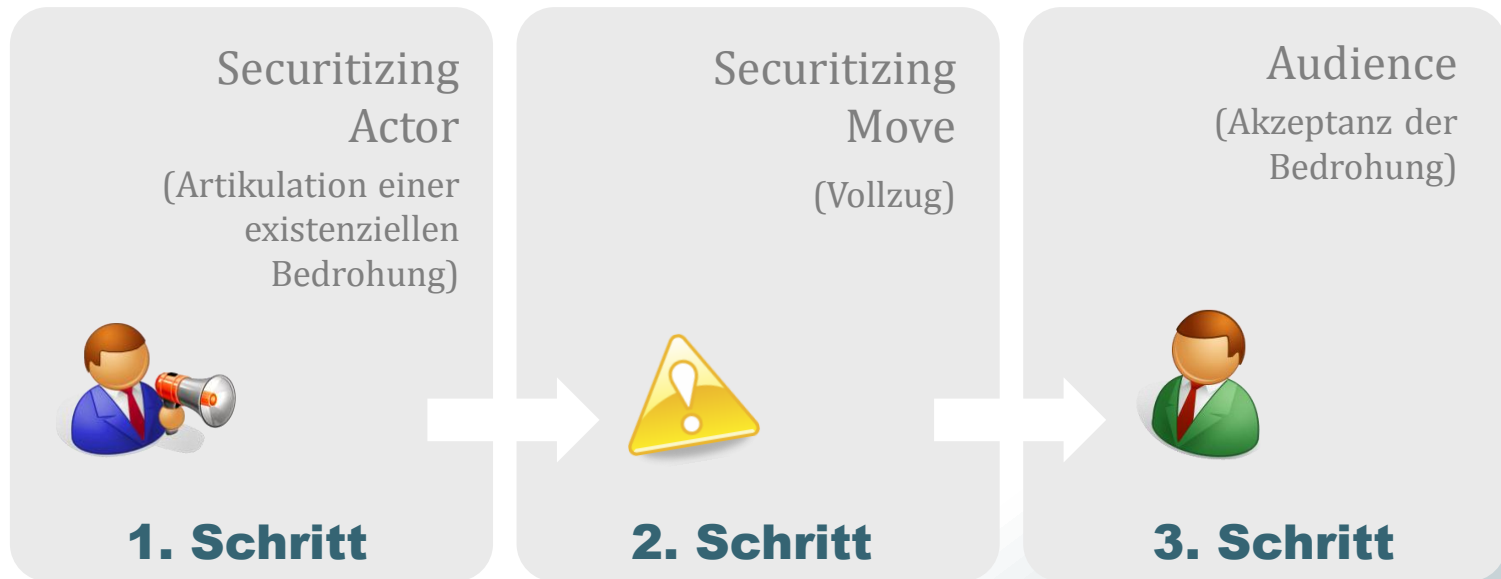 Securitizing
Actor
(Artikulation einer
existenziellen
Bedrohung)
1. Schritt
Securitizing
Move
(Vollzug)
2. Schritt
Audience
(Akzeptanz der
Bedrohung)
3. Schritt